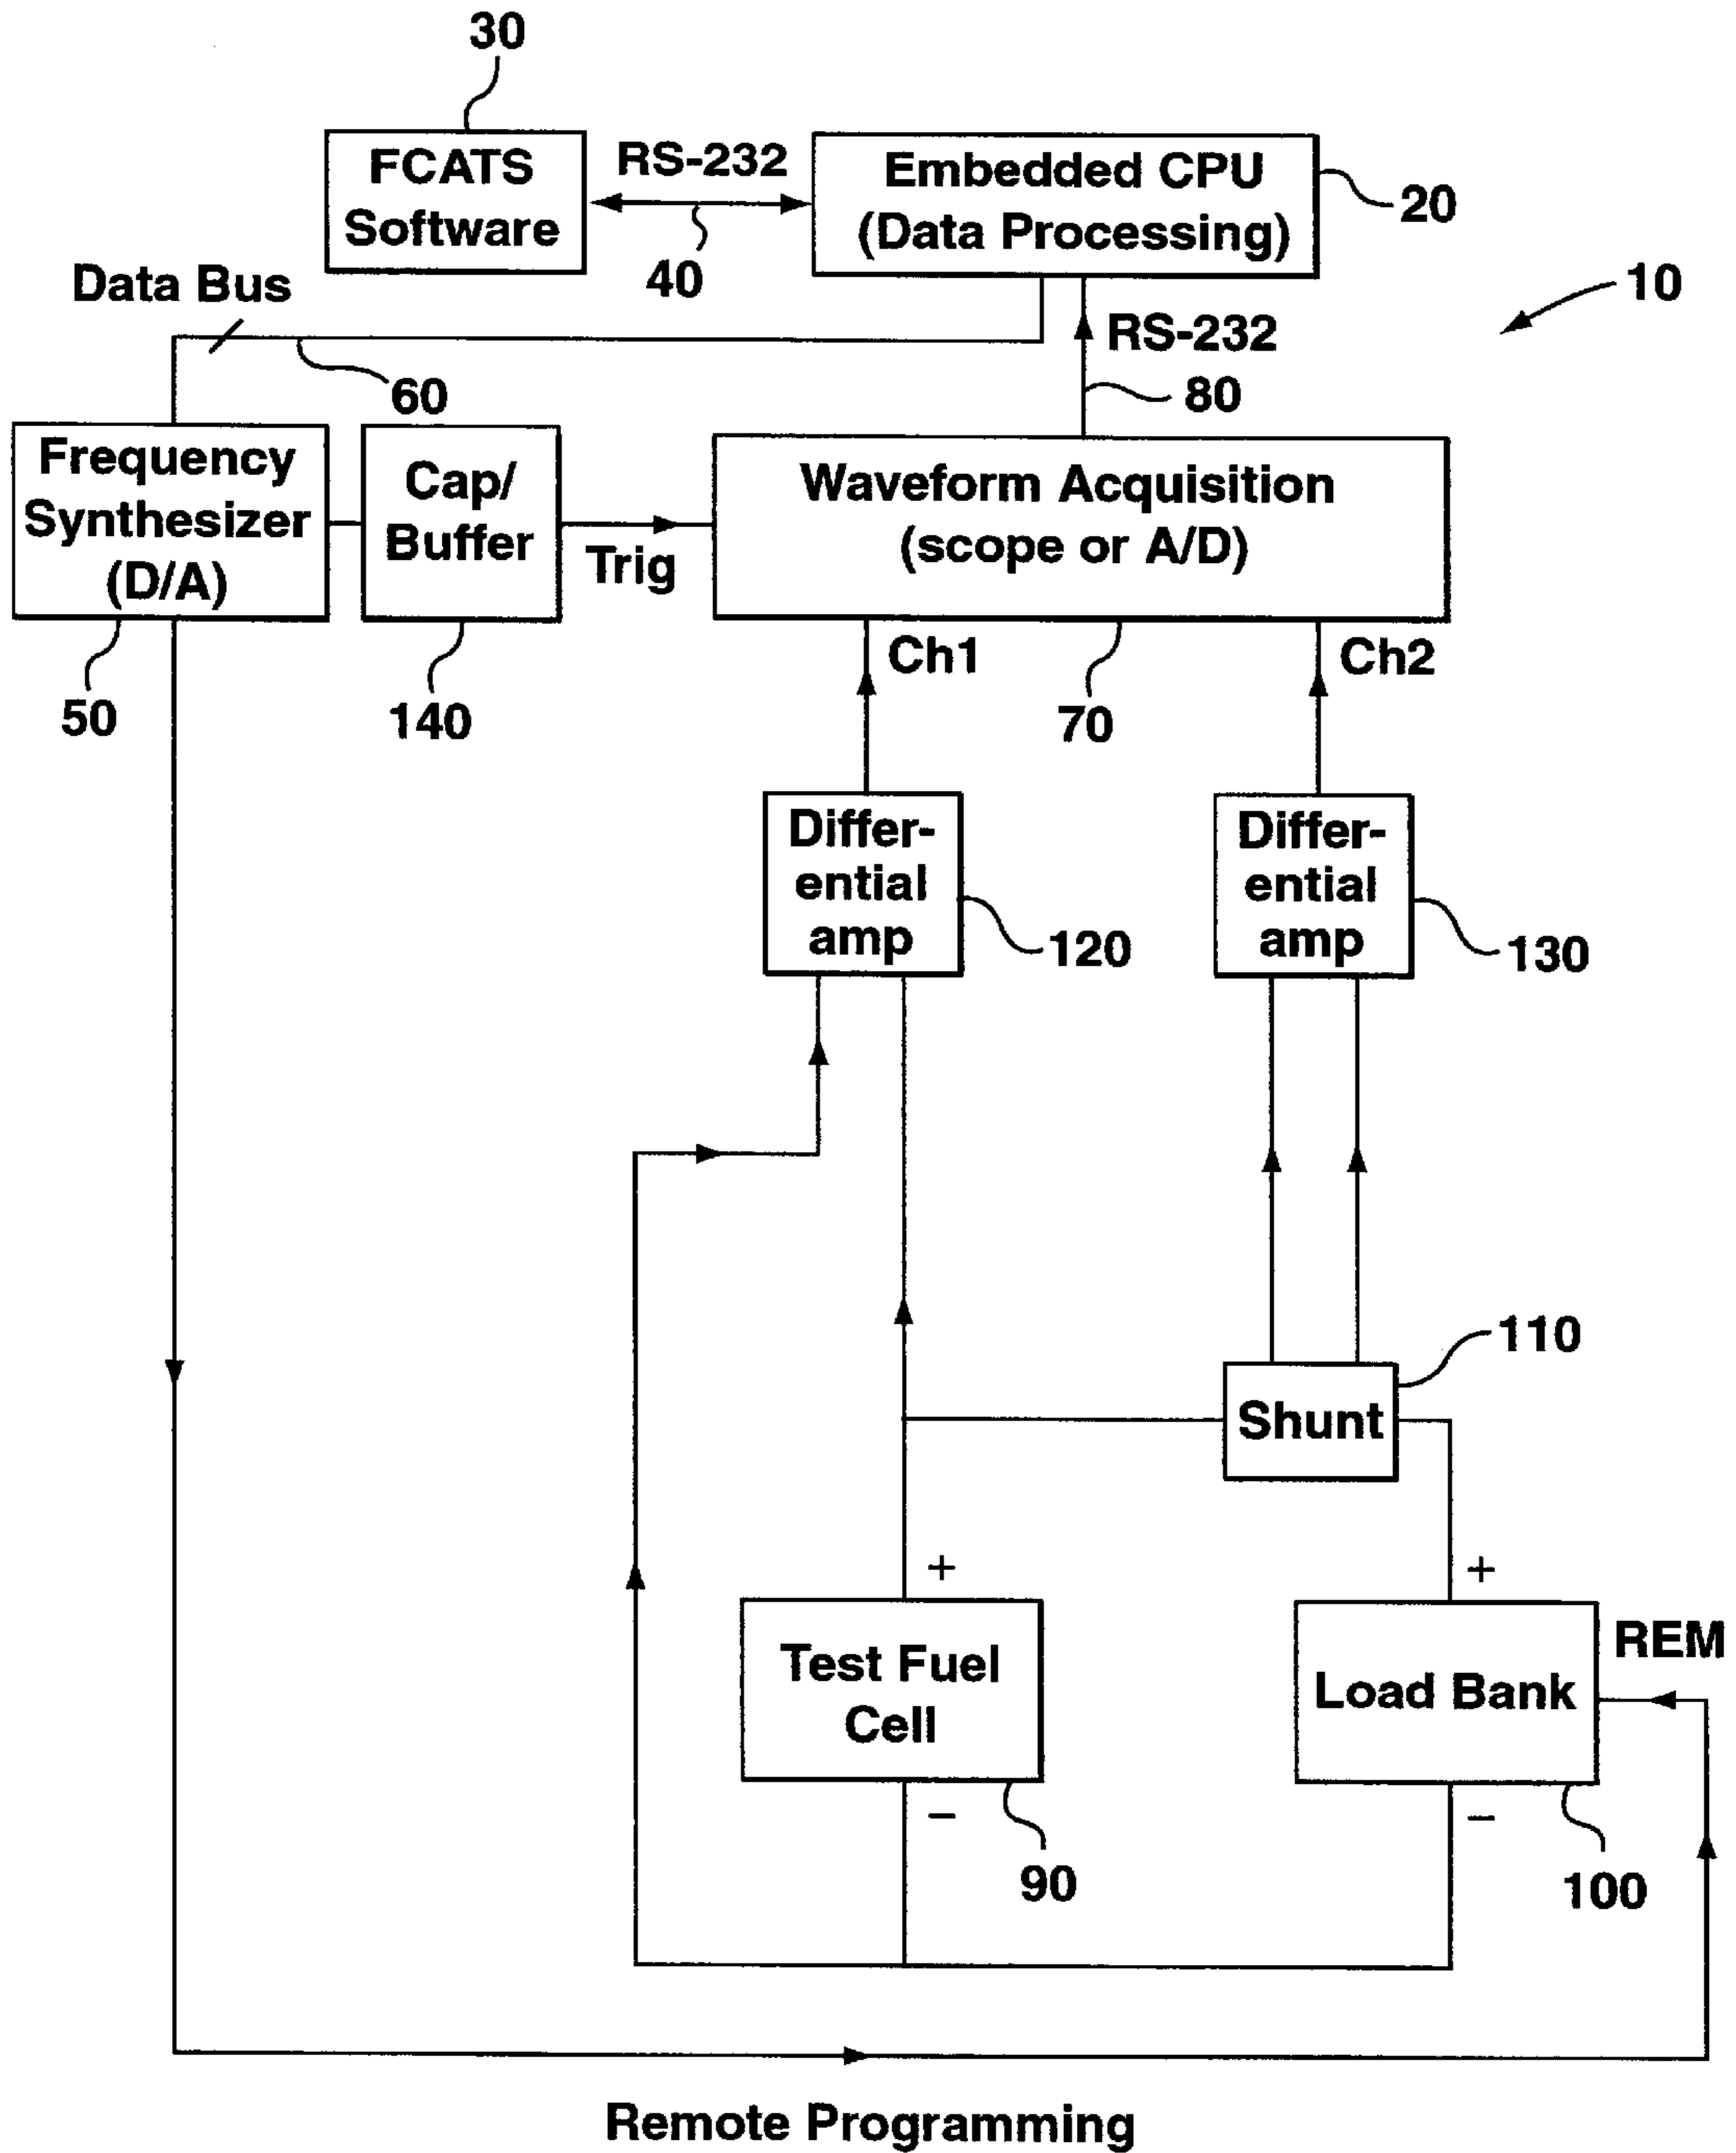 30
FCATS
Software
RS-232
40
Embedded CPU
(Data Processing)
20
10
Data Bus
60
RS-232
80
Frequency
Synthesizer
(D/A)
50
Cap/
Buffer
140
Trig
Waveform Acquisition
(scope or A/D)
70
Ch1
Ch2
Differ-
ential
amp
120
Differ-
ential
amp
130
110
Shunt
+
+
Test Fuel
Cell
Load Bank
REM
−
−
90
100
Remote Programming